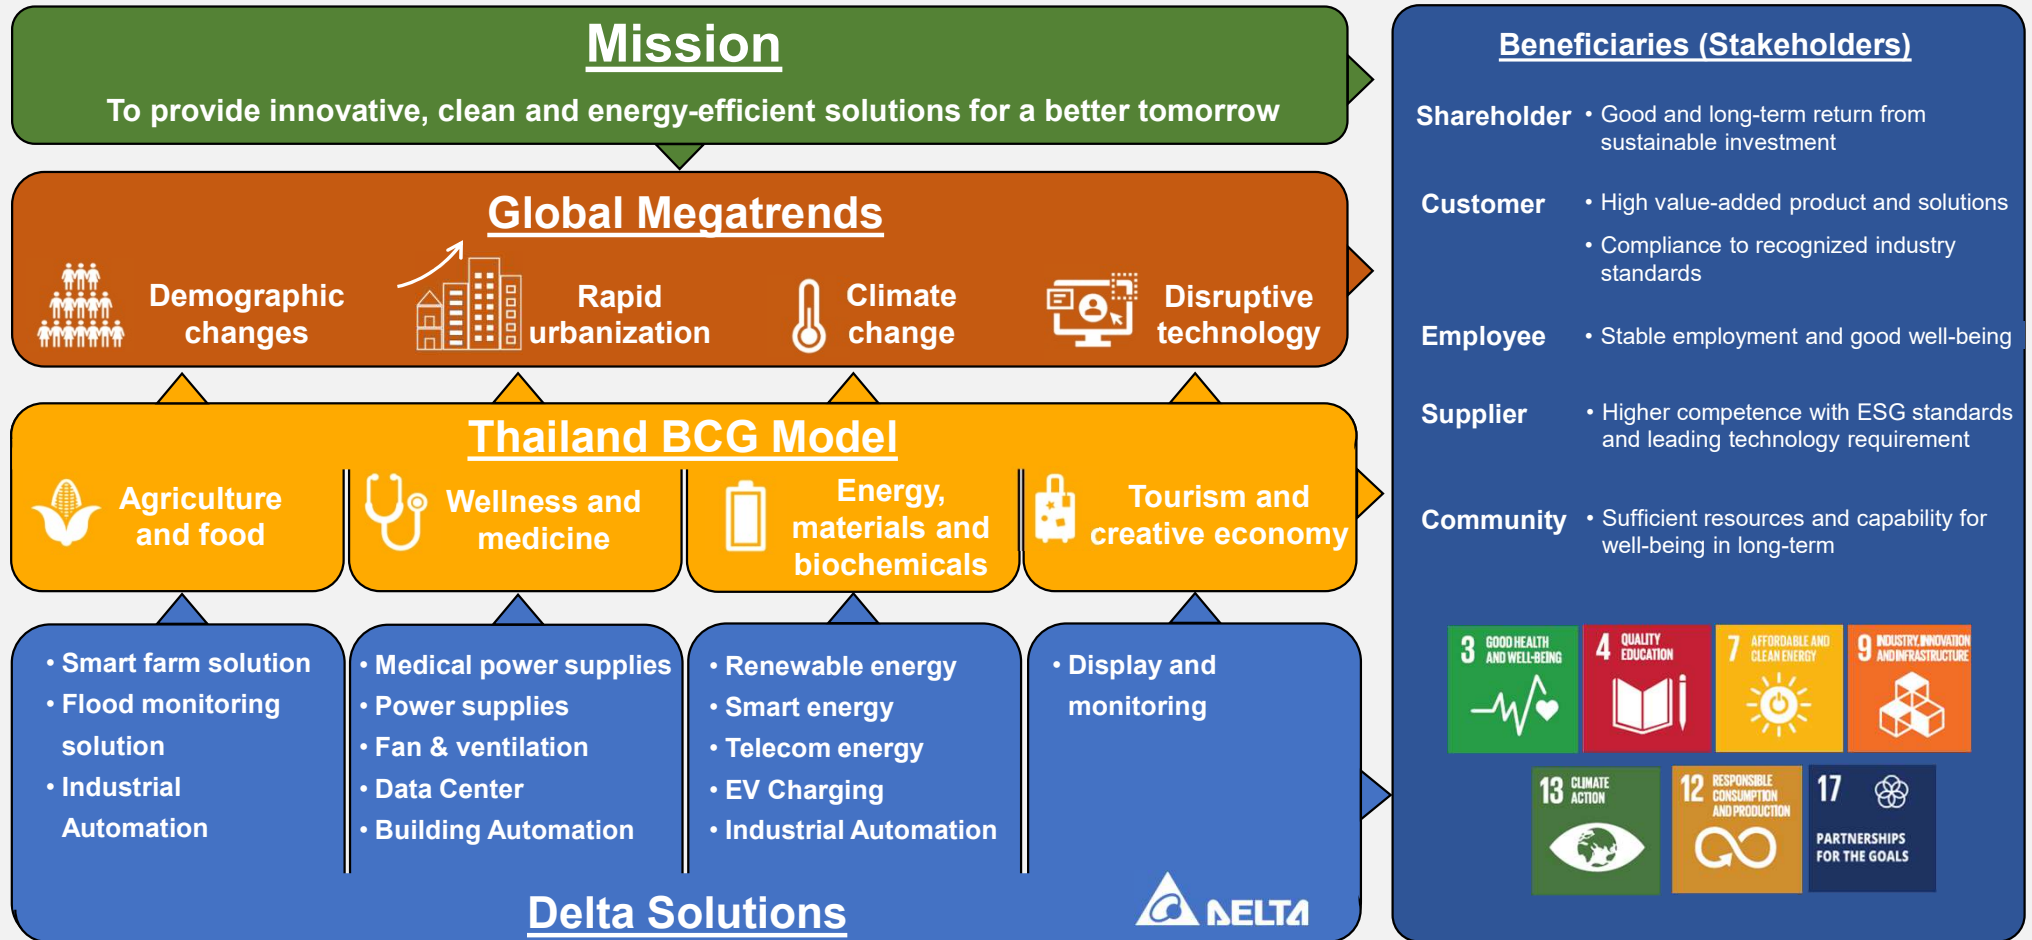 Mission
To provide innovative, clean and energy-efficient solutions for a better tomorrow
Global Megatrends
Demographic
changes
Rapid
urbanization
Climate
change
Disruptive
technology
Thailand BCG Model
Agriculture
and food
Wellness and
medicine
Energy,
materials and
biochemicals
Tourism and
creative economy
• Smart farm solution
• Flood monitoring
solution
• Industrial
Automation
• Medical power supplies
• Power supplies
• Fan & ventilation
• Data Center
• Building Automation
• Renewable energy
• Smart energy
• Telecom energy
• EV Charging
• Industrial Automation
• Display and
monitoring
Delta Solutions
DELTA
Beneficiaries (Stakeholders)
Shareholder • Good and long-term return from
sustainable investment
Customer • High value-added product and solutions
• Compliance to recognized industry
standards
Employee • Stable employment and good well-being
Supplier • Higher competence with ESG standards
and leading technology requirement
Community • Sufficient resources and capability for
well-being in long-term
3 GOOD HEALTH
AND WELL-BEING
4 QUALITY
EDUCATION
7 AFFORDABLE AND
CLEAN ENERGY
9 INDUSTRY, INNOVATION
AND INFRASTRUCTURE
13 CLIMATE
ACTION
12 RESPONSIBLE
CONSUMPTION
AND PRODUCTION
17
PARTNERSHIPS
FOR THE GOALS